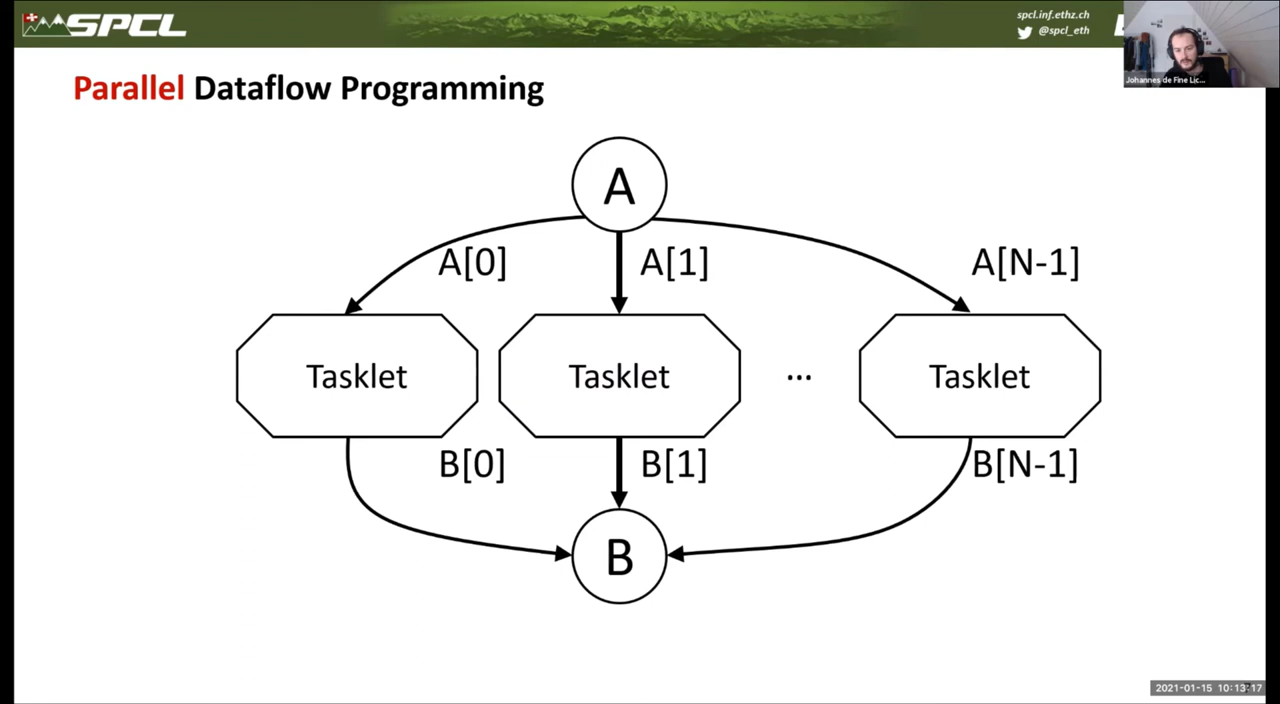 SPCL
spcl.inf.ethz.ch
@spcl_eth
Johannes de Fine Lic...
Parallel Dataflow Programming
A
A[0]
A[1]
A[N-1]
Tasklet
Tasklet
...
Tasklet
B[0]
B[1]
B[N-1]
B
2021-01-15 10:13:17